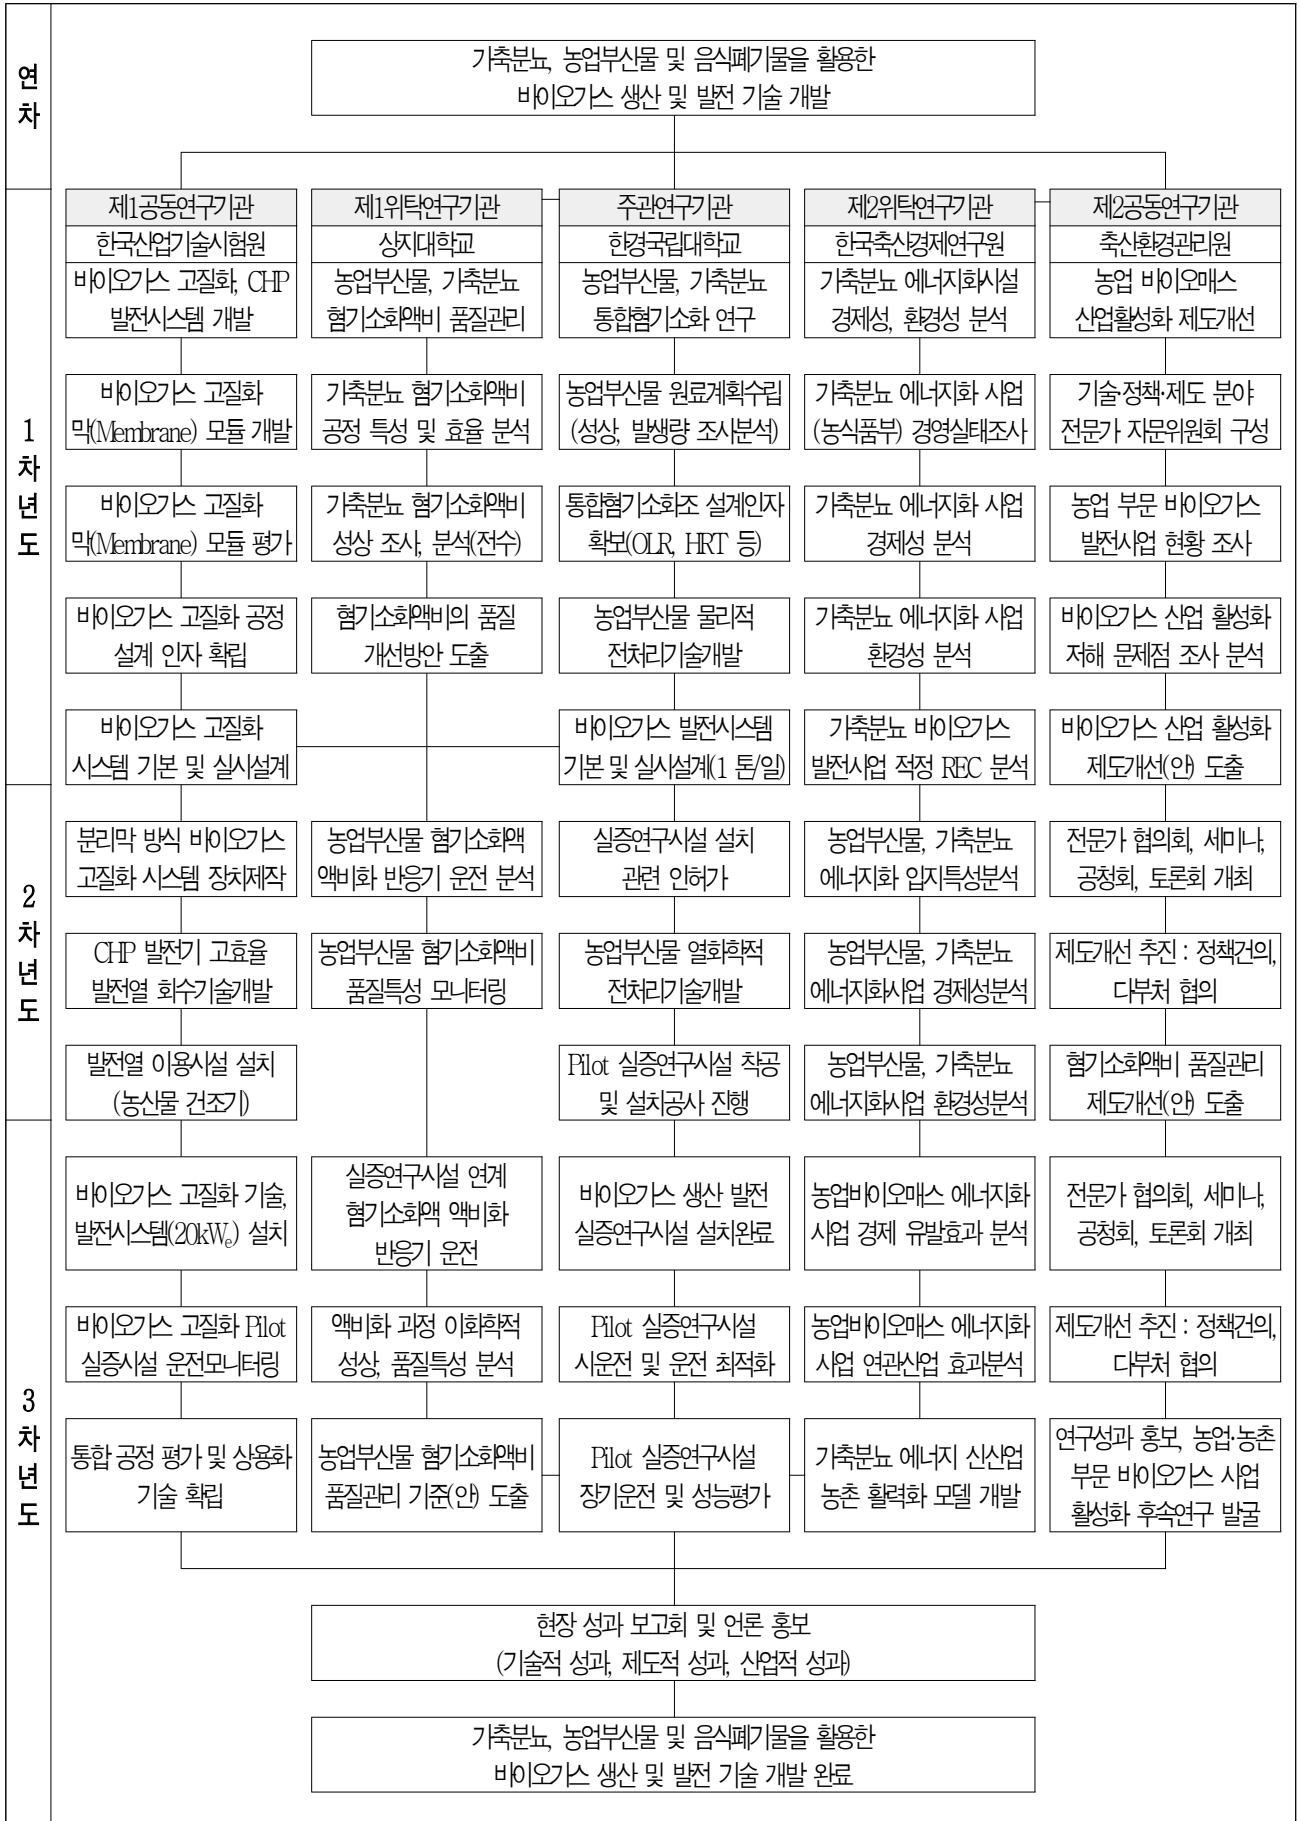 연
차
가축분뇨, 농업부산물 및 음식폐기물을 활용한
바이오가스 생산 및 발전 기술 개발
1
차
년
도
제1공동연구기관
한국산업기술시험원
바이오가스 고질화, CHP
발전시스템 개발
제1위탁연구기관
상지대학교
농업부산물, 가축분뇨
혐기소화액비 품질관리
주관연구기관
한경국립대학교
농업부산물, 가축분뇨
통합혐기소화 연구
제2위탁연구기관
한국축산경제연구원
가축분뇨 에너지화시설
경제성, 환경성 분석
제2공동연구기관
축산환경관리원
농업 바이오매스
산업활성화 제도개선
바이오가스 고질화
막(Membrane) 모듈 개발
가축분뇨 혐기소화액비
공정 특성 및 효율 분석
농업부산물 원료계획수립
(성상, 발생량 조사분석)
가축분뇨 에너지화 사업
(농식품부) 경영실태조사
기술·정책·제도 분야
전문가 자문위원회 구성
바이오가스 고질화
막(Membrane) 모듈 평가
가축분뇨 혐기소화액비
성상 조사, 분석(전수)
통합혐기소화조 설계인자
확보(OLR, HRT 등)
가축분뇨 에너지화 사업
경제성 분석
농업 부문 바이오가스
발전사업 현황 조사
바이오가스 고질화 공정
설계 인자 확립
혐기소화액비의 품질
개선방안 도출
농업부산물 물리적
전처리기술개발
가축분뇨 에너지화 사업
환경성 분석
바이오가스 산업 활성화
저해 문제점 조사 분석
바이오가스 고질화
시스템 기본 및 실시설계
바이오가스 발전시스템
기본 및 실시설계(1 톤/일)
가축분뇨 바이오가스
발전사업 적정 REC 분석
바이오가스 산업 활성화
제도개선(안) 도출
2
차
년
도
분리막 방식 바이오가스
고질화 시스템 장치제작
농업부산물 혐기소화액
액비화 반응기 운전 분석
실증연구시설 설치
관련 인허가
농업부산물, 가축분뇨
에너지화 입지특성분석
전문가 협의회, 세미나,
공청회, 토론회 개최
CHP 발전기 고효율
발전열 회수기술개발
농업부산물 혐기소화액비
품질특성 모니터링
농업부산물 열화학적
전처리기술개발
농업부산물, 가축분뇨
에너지화사업 경제성분석
제도개선 추진 : 정책건의,
다부처 협의
발전열 이용시설 설치
(농산물 건조기)
Pilot 실증연구시설 착공
및 설치공사 진행
농업부산물, 가축분뇨
에너지화사업 환경성분석
혐기소화액비 품질관리
제도개선(안) 도출
3
차
년
도
바이오가스 고질화 기술,
발전시스템(20kWe) 설치
실증연구시설 연계
혐기소화액 액비화
반응기 운전
바이오가스 생산 발전
실증연구시설 설치완료
농업바이오매스 에너지화
사업 경제 유발효과 분석
전문가 협의회, 세미나,
공청회, 토론회 개최
바이오가스 고질화 Pilot
실증시설 운전모니터링
액비화 과정 이화학적
성상, 품질특성 분석
Pilot 실증연구시설
시운전 및 운전 최적화
농업바이오매스 에너지화
사업 연관산업 효과분석
제도개선 추진 : 정책건의,
다부처 협의
통합 공정 평가 및 상용화
기술 확립
농업부산물 혐기소화액비
품질관리 기준(안) 도출
Pilot 실증연구시설
장기운전 및 성능평가
가축분뇨 에너지 신산업
농촌 활력화 모델 개발
연구성과 홍보, 농업·농촌
부문 바이오가스 사업
활성화 후속연구 발굴
현장 성과 보고회 및 언론 홍보
(기술적 성과, 제도적 성과, 산업적 성과)
가축분뇨, 농업부산물 및 음식폐기물을 활용한
바이오가스 생산 및 발전 기술 개발 완료